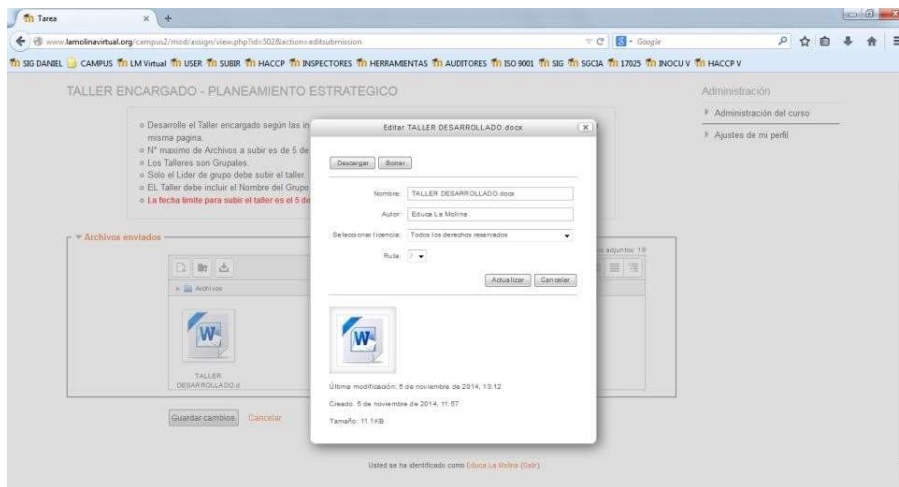 Tarea
www.lamolinavirtual.org/campus2/mod/assign/view.php?id=502&action=editsubmission
Google
SIG DANIEL CAMPUS LM Virtual USER SUBIR HACCP INSPECTORES HERRAMIENTAS AUDITORES ISO 9001 SIG SGCIA 17025 INOCU V HACCP V
TALLER ENCARGADO - PLANEAMIENTO ESTRATEGICO
Administración
Administración del curso
Ajustes de mi perfil
Desarrolle el Taller encargado según las in
misma pagina.
N° maximo de Archivos a subir es de 5 de
Los Talleres son Grupales.
Solo el Lider de grupo debe subir el taller.
EL Taller debe incluir el Nombre del Grupo
La fecha limite para subir el taller es el 5 de
Archivos enviados
adjuntos: 19
Archivos
TALLER
DESARROLLADO.d
Guardar cambios Cancelar
Editar TALLER DESARROLLADO.docx
Descargar Borrar
Nombre: TALLER DESARROLLADO.docx
Autor: Educa La Molina
Seleccionar licencia: Todos los derechos reservados
Ruta: /
Actualizar Cancelar
Última modificación: 5 de noviembre de 2014, 13:12
Creado: 5 de noviembre de 2014, 11:57
Tamaño: 11.1KB
Usted se ha identificado como Educa La Molina (Salir)